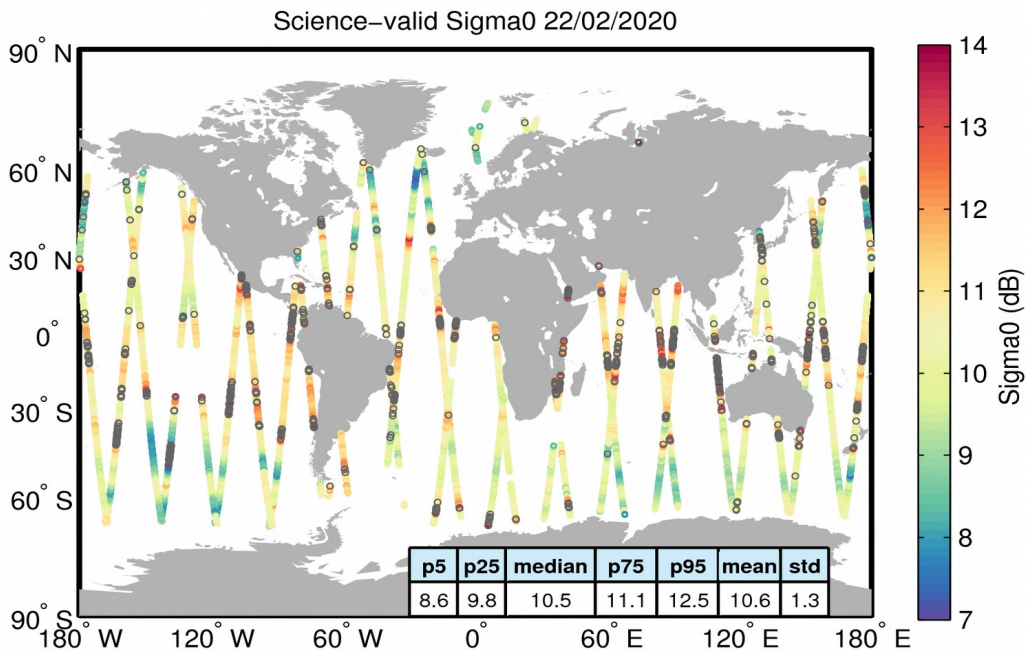 Science−valid Sigma0 22/02/2020
90° N
60° N
30° N
0°
30° S
60° S
90° S
180° W
120° W
60° W
0°
60° E
120° E
180° E
14
13
12
11
10
9
8
7
Sigma0 (dB)
p5 p25 median p75 p95 mean std
8.6 9.8 10.5 11.1 12.5 10.6 1.3